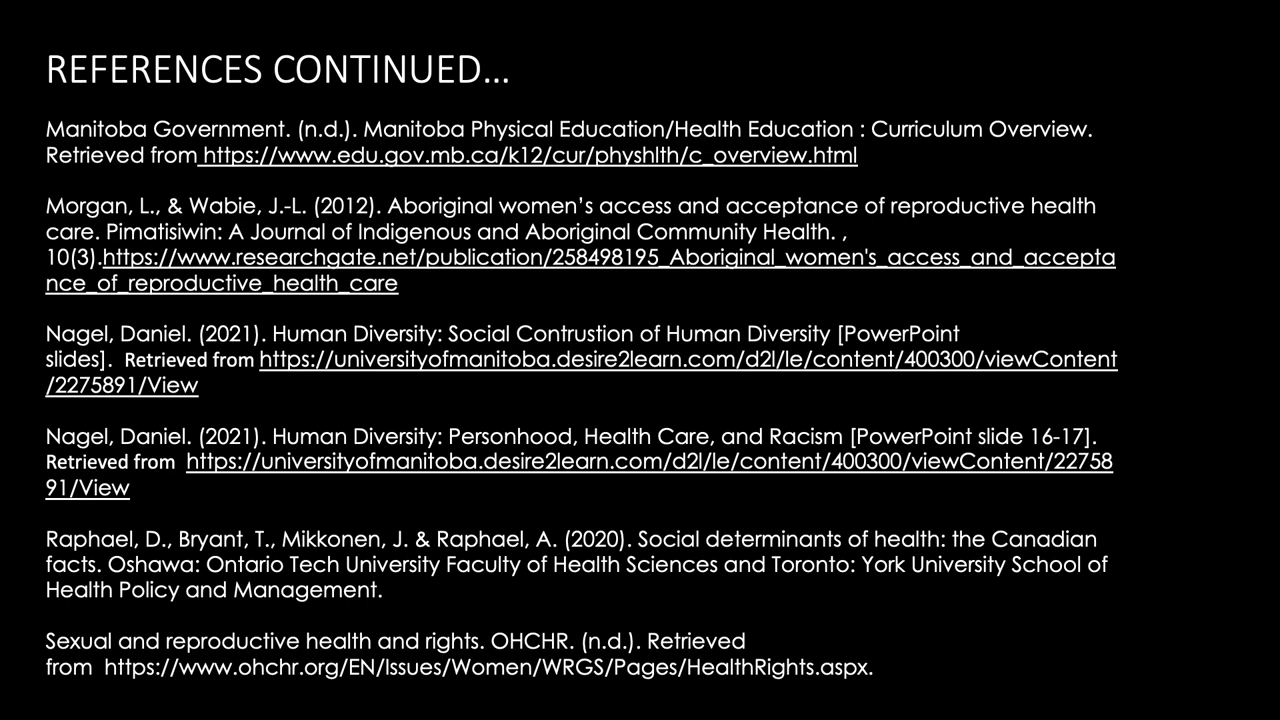 REFERENCES CONTINUED...
Manitoba Government. (n.d.). Manitoba Physical Education/Health Education : Curriculum Overview.
Retrieved from https://www.edu.gov.mb.ca/k12/cur/physhlth/c_overview.html
Morgan, L., & Wabie, J.-L. (2012). Aboriginal women’s access and acceptance of reproductive health
care. Pimatisiwin: A Journal of Indigenous and Aboriginal Community Health. ,
10(3).https://www.researchgate.net/publication/258498195_Aboriginal_women's_access_and_accepta
nce_of_reproductive_health_care
Nagel, Daniel. (2021). Human Diversity: Social Contrustion of Human Diversity [PowerPoint
slides].  Retrieved from https://universityofmanitoba.desire2learn.com/d2l/le/content/400300/viewContent
/2275891/View
Nagel, Daniel. (2021). Human Diversity: Personhood, Health Care, and Racism [PowerPoint slide 16-17].
Retrieved from  https://universityofmanitoba.desire2learn.com/d2l/le/content/400300/viewContent/22758
91/View
Raphael, D., Bryant, T., Mikkonen, J. & Raphael, A. (2020). Social determinants of health: the Canadian
facts. Oshawa: Ontario Tech University Faculty of Health Sciences and Toronto: York University School of
Health Policy and Management.
Sexual and reproductive health and rights. OHCHR. (n.d.). Retrieved
from  https://www.ohchr.org/EN/Issues/Women/WRGS/Pages/HealthRights.aspx.